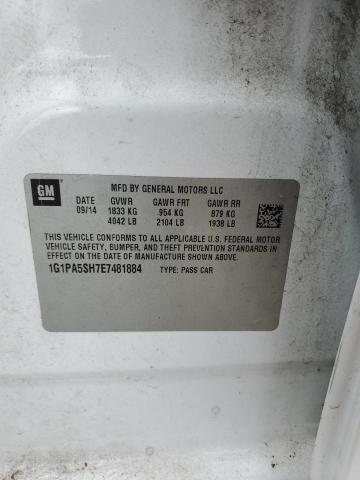 GM
MFD BY GENERAL MOTORS LLC
DATE GVWR GAWR FRT GAWR RR
09/14 1833 KG 954 KG 879 KG
4042 LB 2104 LB 1938 LB
THIS VEHICLE CONFORMS TO ALL APPLICABLE U.S. FEDERAL MOTOR
VEHICLE SAFETY, BUMPER, AND THEFT PREVENTION STANDARDS
IN EFFECT ON THE DATE OF MANUFACTURE SHOWN ABOVE.
1G1PA5SH7E7481884 TYPE: PASS CAR